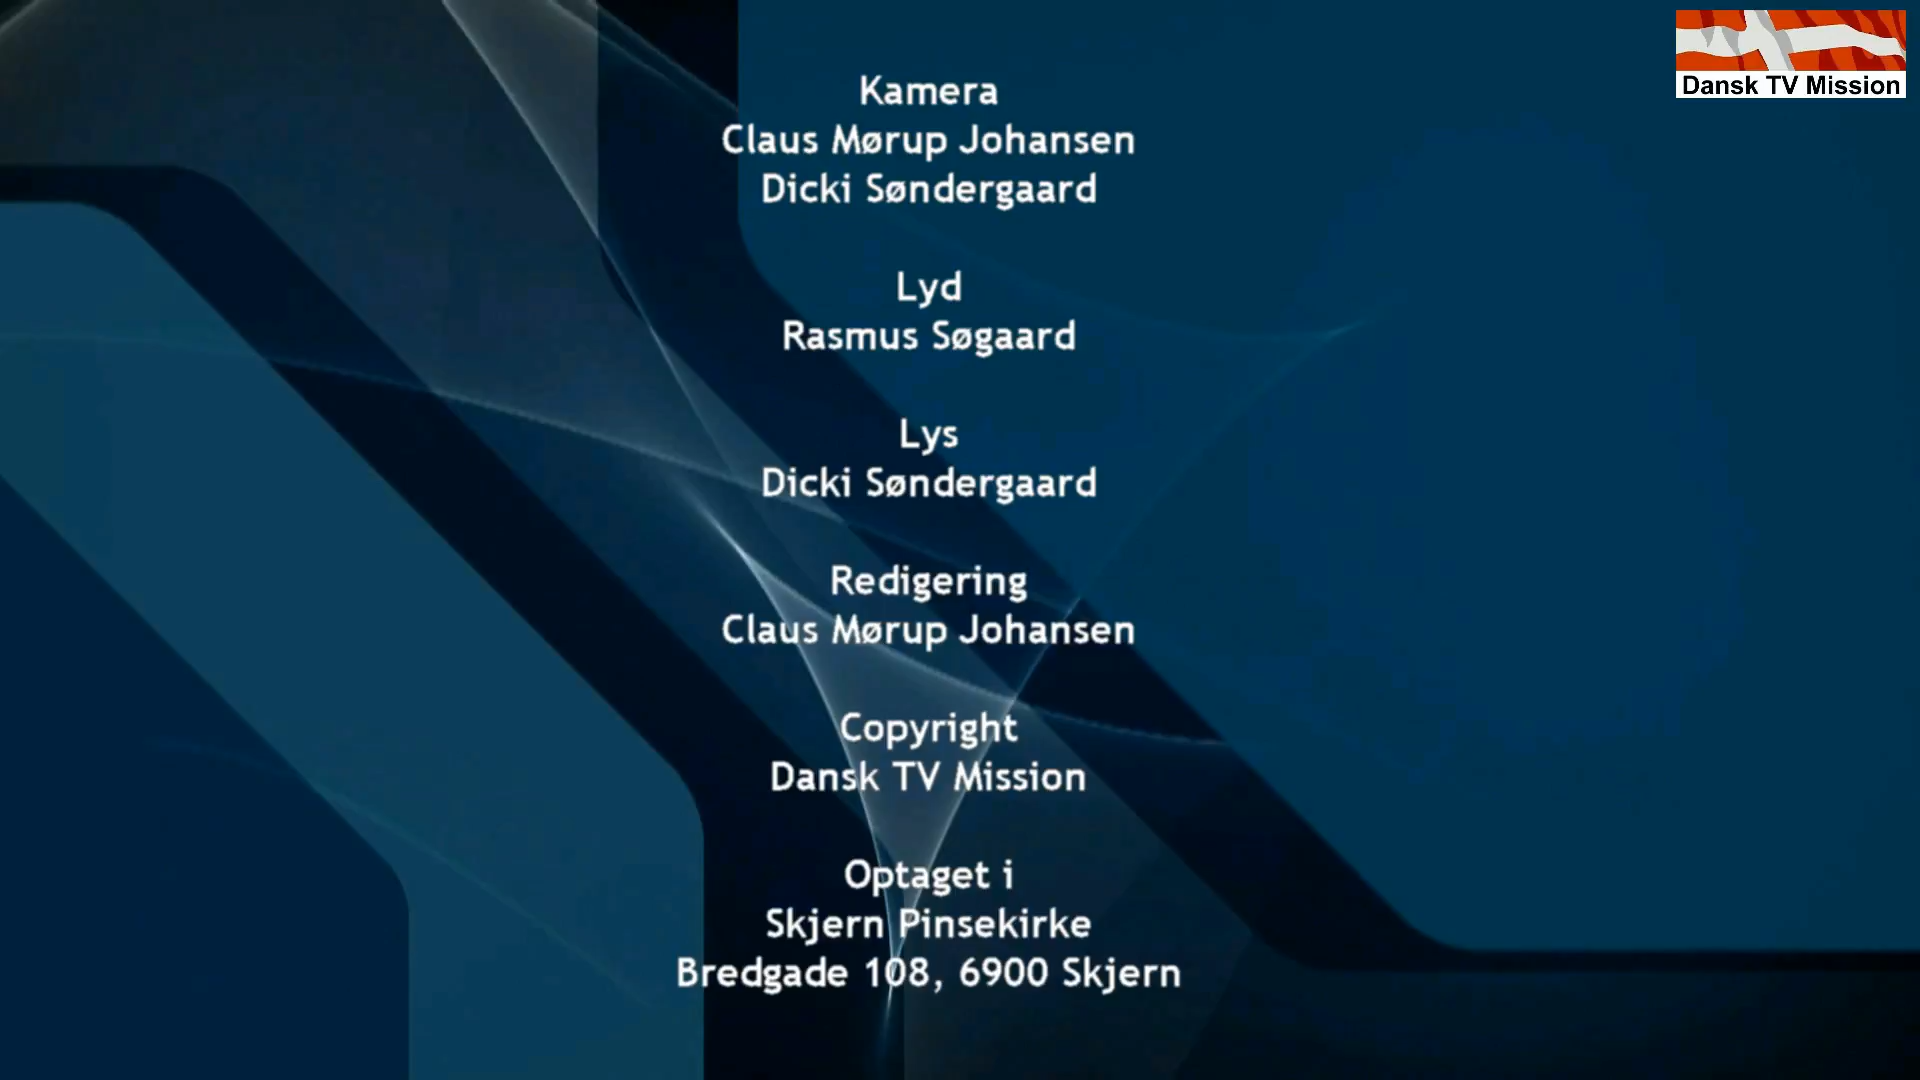 Dansk TV Mission
Kamera
Claus Mørup Johansen
Dicki Søndergaard
Lyd
Rasmus Søgaard
Lys
Dicki Søndergaard
Redigering
Claus Mørup Johansen
Copyright
Dansk TV Mission
Optaget i
Skjern Pinsekirke
Bredgade 108, 6900 Skjern